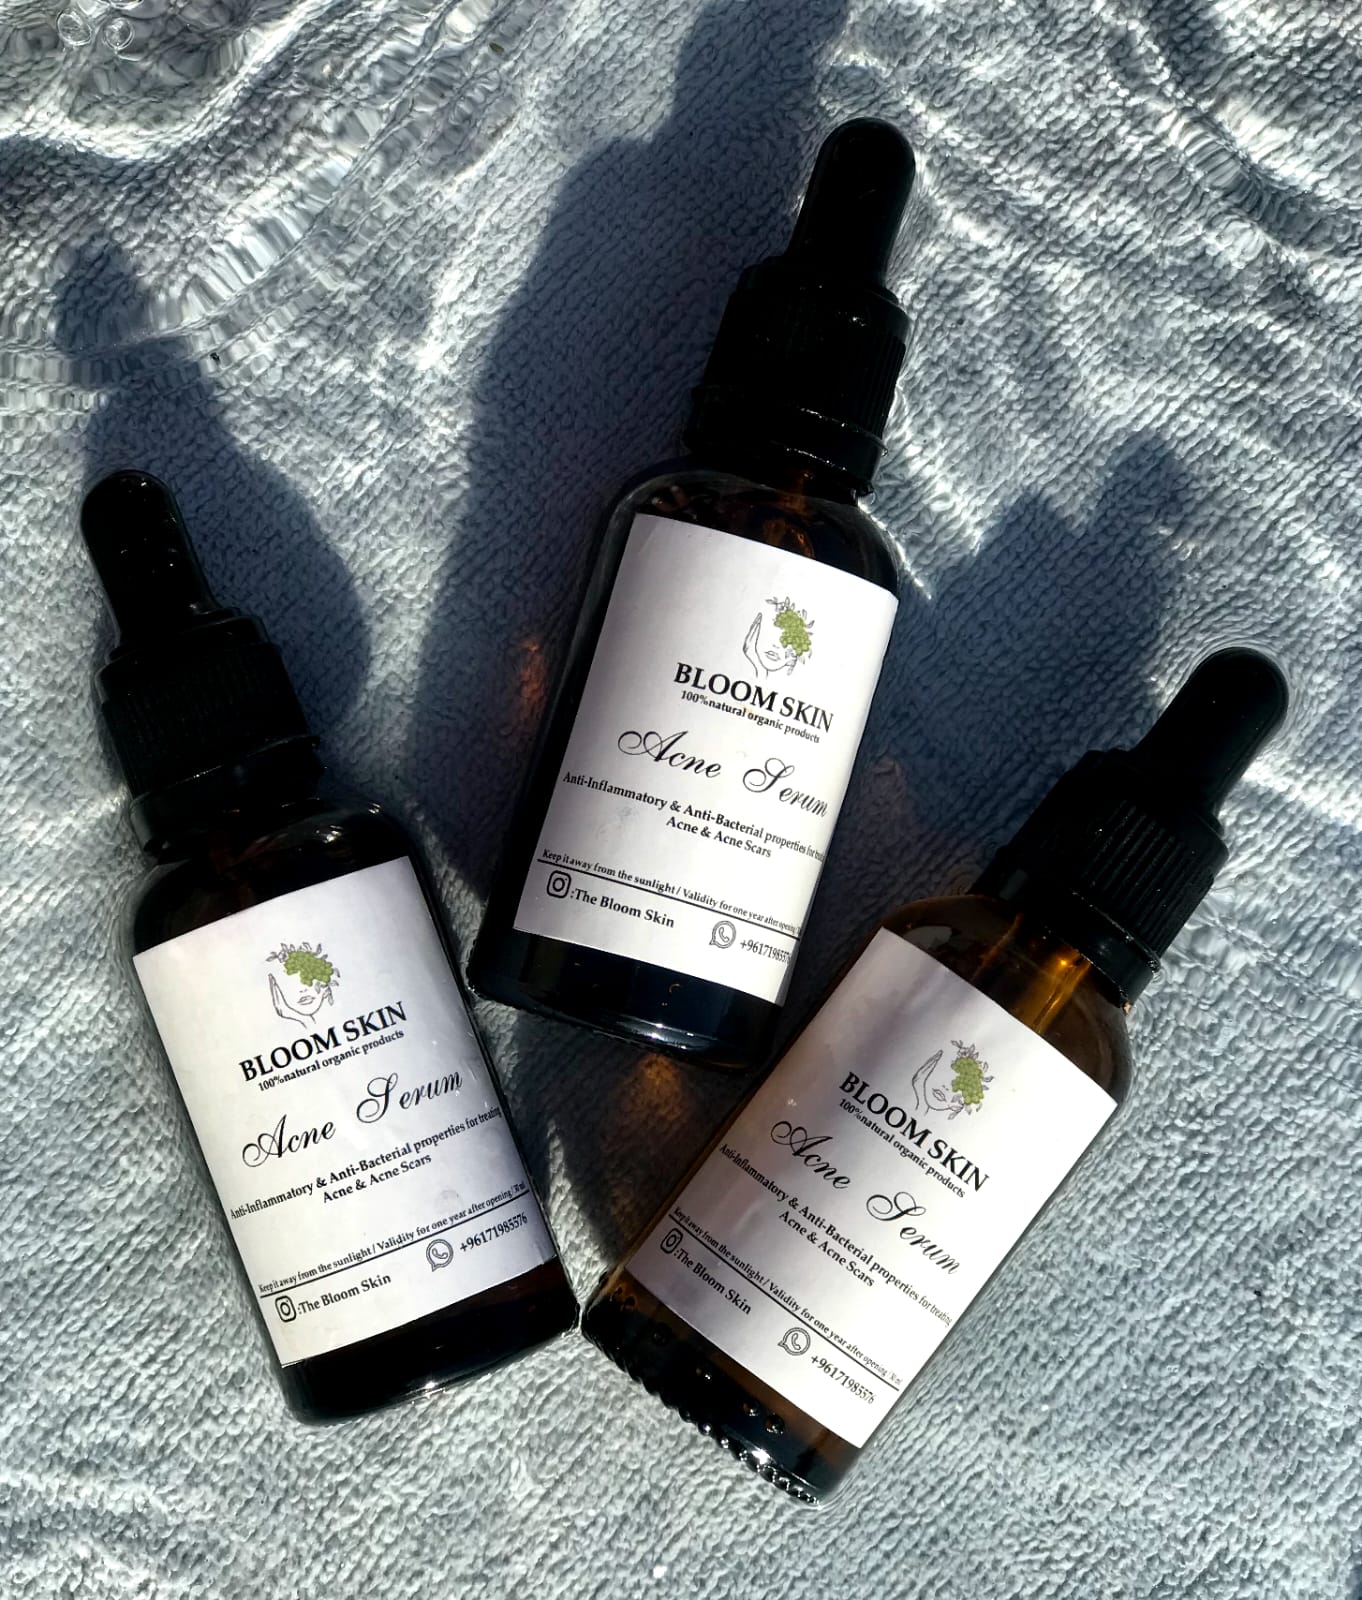 BLOOM SKIN
100%natural organic products
Acne Serum
Anti-Inflammatory & Anti-Bacterial properties for treating
Acne & Acne Scars
Keep it away from the sunlight / Validity for one year after opening / 30 ml
:The Bloom Skin
+96171985576
BLOOM SKIN
100%natural organic products
Acne Serum
Anti-Inflammatory & Anti-Bacterial properties for
Acne & Acne Scars
Keep it away from the sunlight / Validity for one year after opening /
:The Bloom Skin
BLOOM SKIN
100%natural organic products
Acne Serum
Anti-Inflammatory & Anti-Bacterial properties for treating
Acne & Acne Scars
Keep it away from the sunlight / Validity for one year after opening / 30 ml
:The Bloom Skin
+96171985576